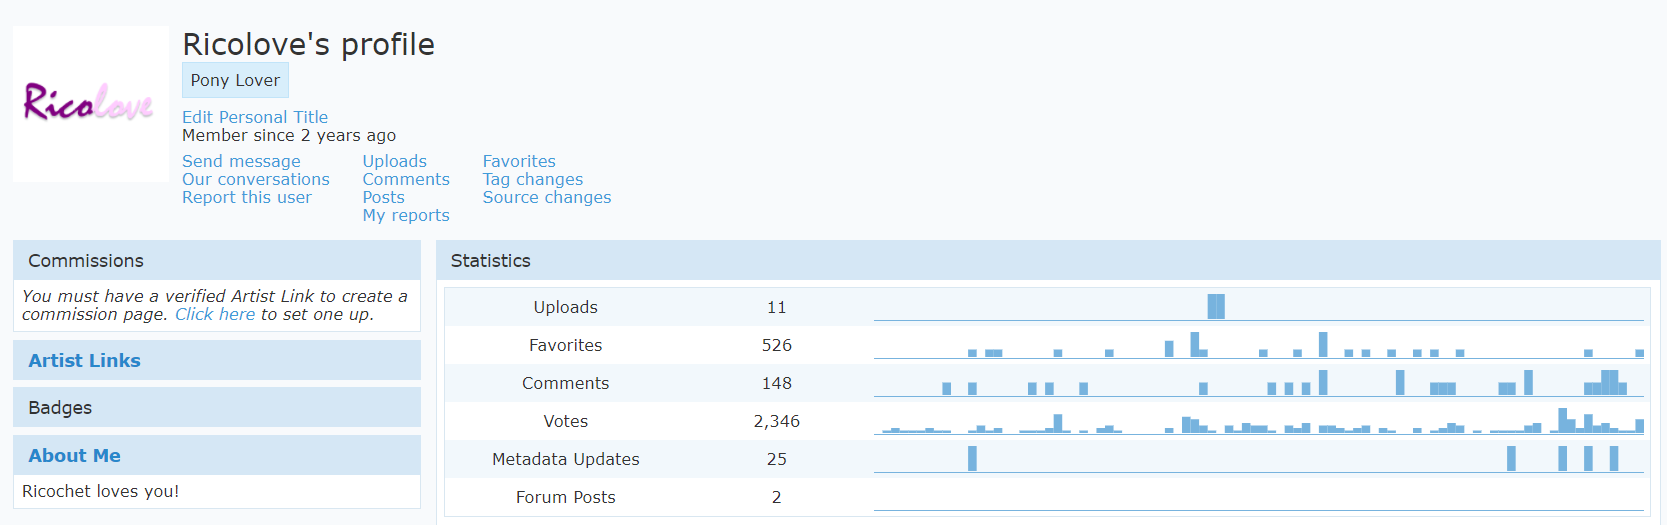 Ricolove
Ricolove's profile
Pony Lover
Edit Personal Title
Member since 2 years ago
Send message
Our conversations
Report this user
Uploads
Comments
Posts
My reports
Favorites
Tag changes
Source changes
Commissions
You must have a verified Artist Link to create a
commission page. Click here to set one up.
Artist Links
Badges
About Me
Ricochet loves you!
Statistics
Uploads 11
Favorites 526
Comments 148
Votes 2,346
Metadata Updates 25
Forum Posts 2